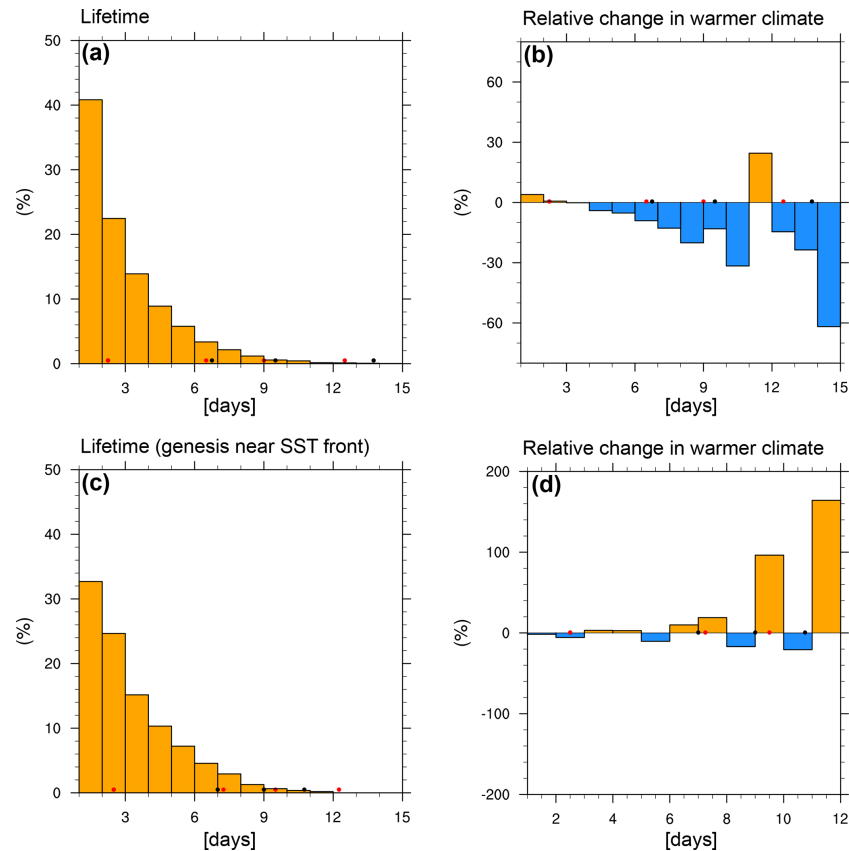 Lifetime
(a)
50
40
30
20
10
0
(%)
3 6 9 12 15
[days]
Relative change in warmer climate
(b)
60
30
0
-30
-60
(%)
3 6 9 12 15
[days]
Lifetime (genesis near SST front)
(c)
50
40
30
20
10
0
(%)
3 6 9 12 15
[days]
Relative change in warmer climate
(d)
200
100
0
-100
-200
(%)
2 4 6 8 10 12
[days]